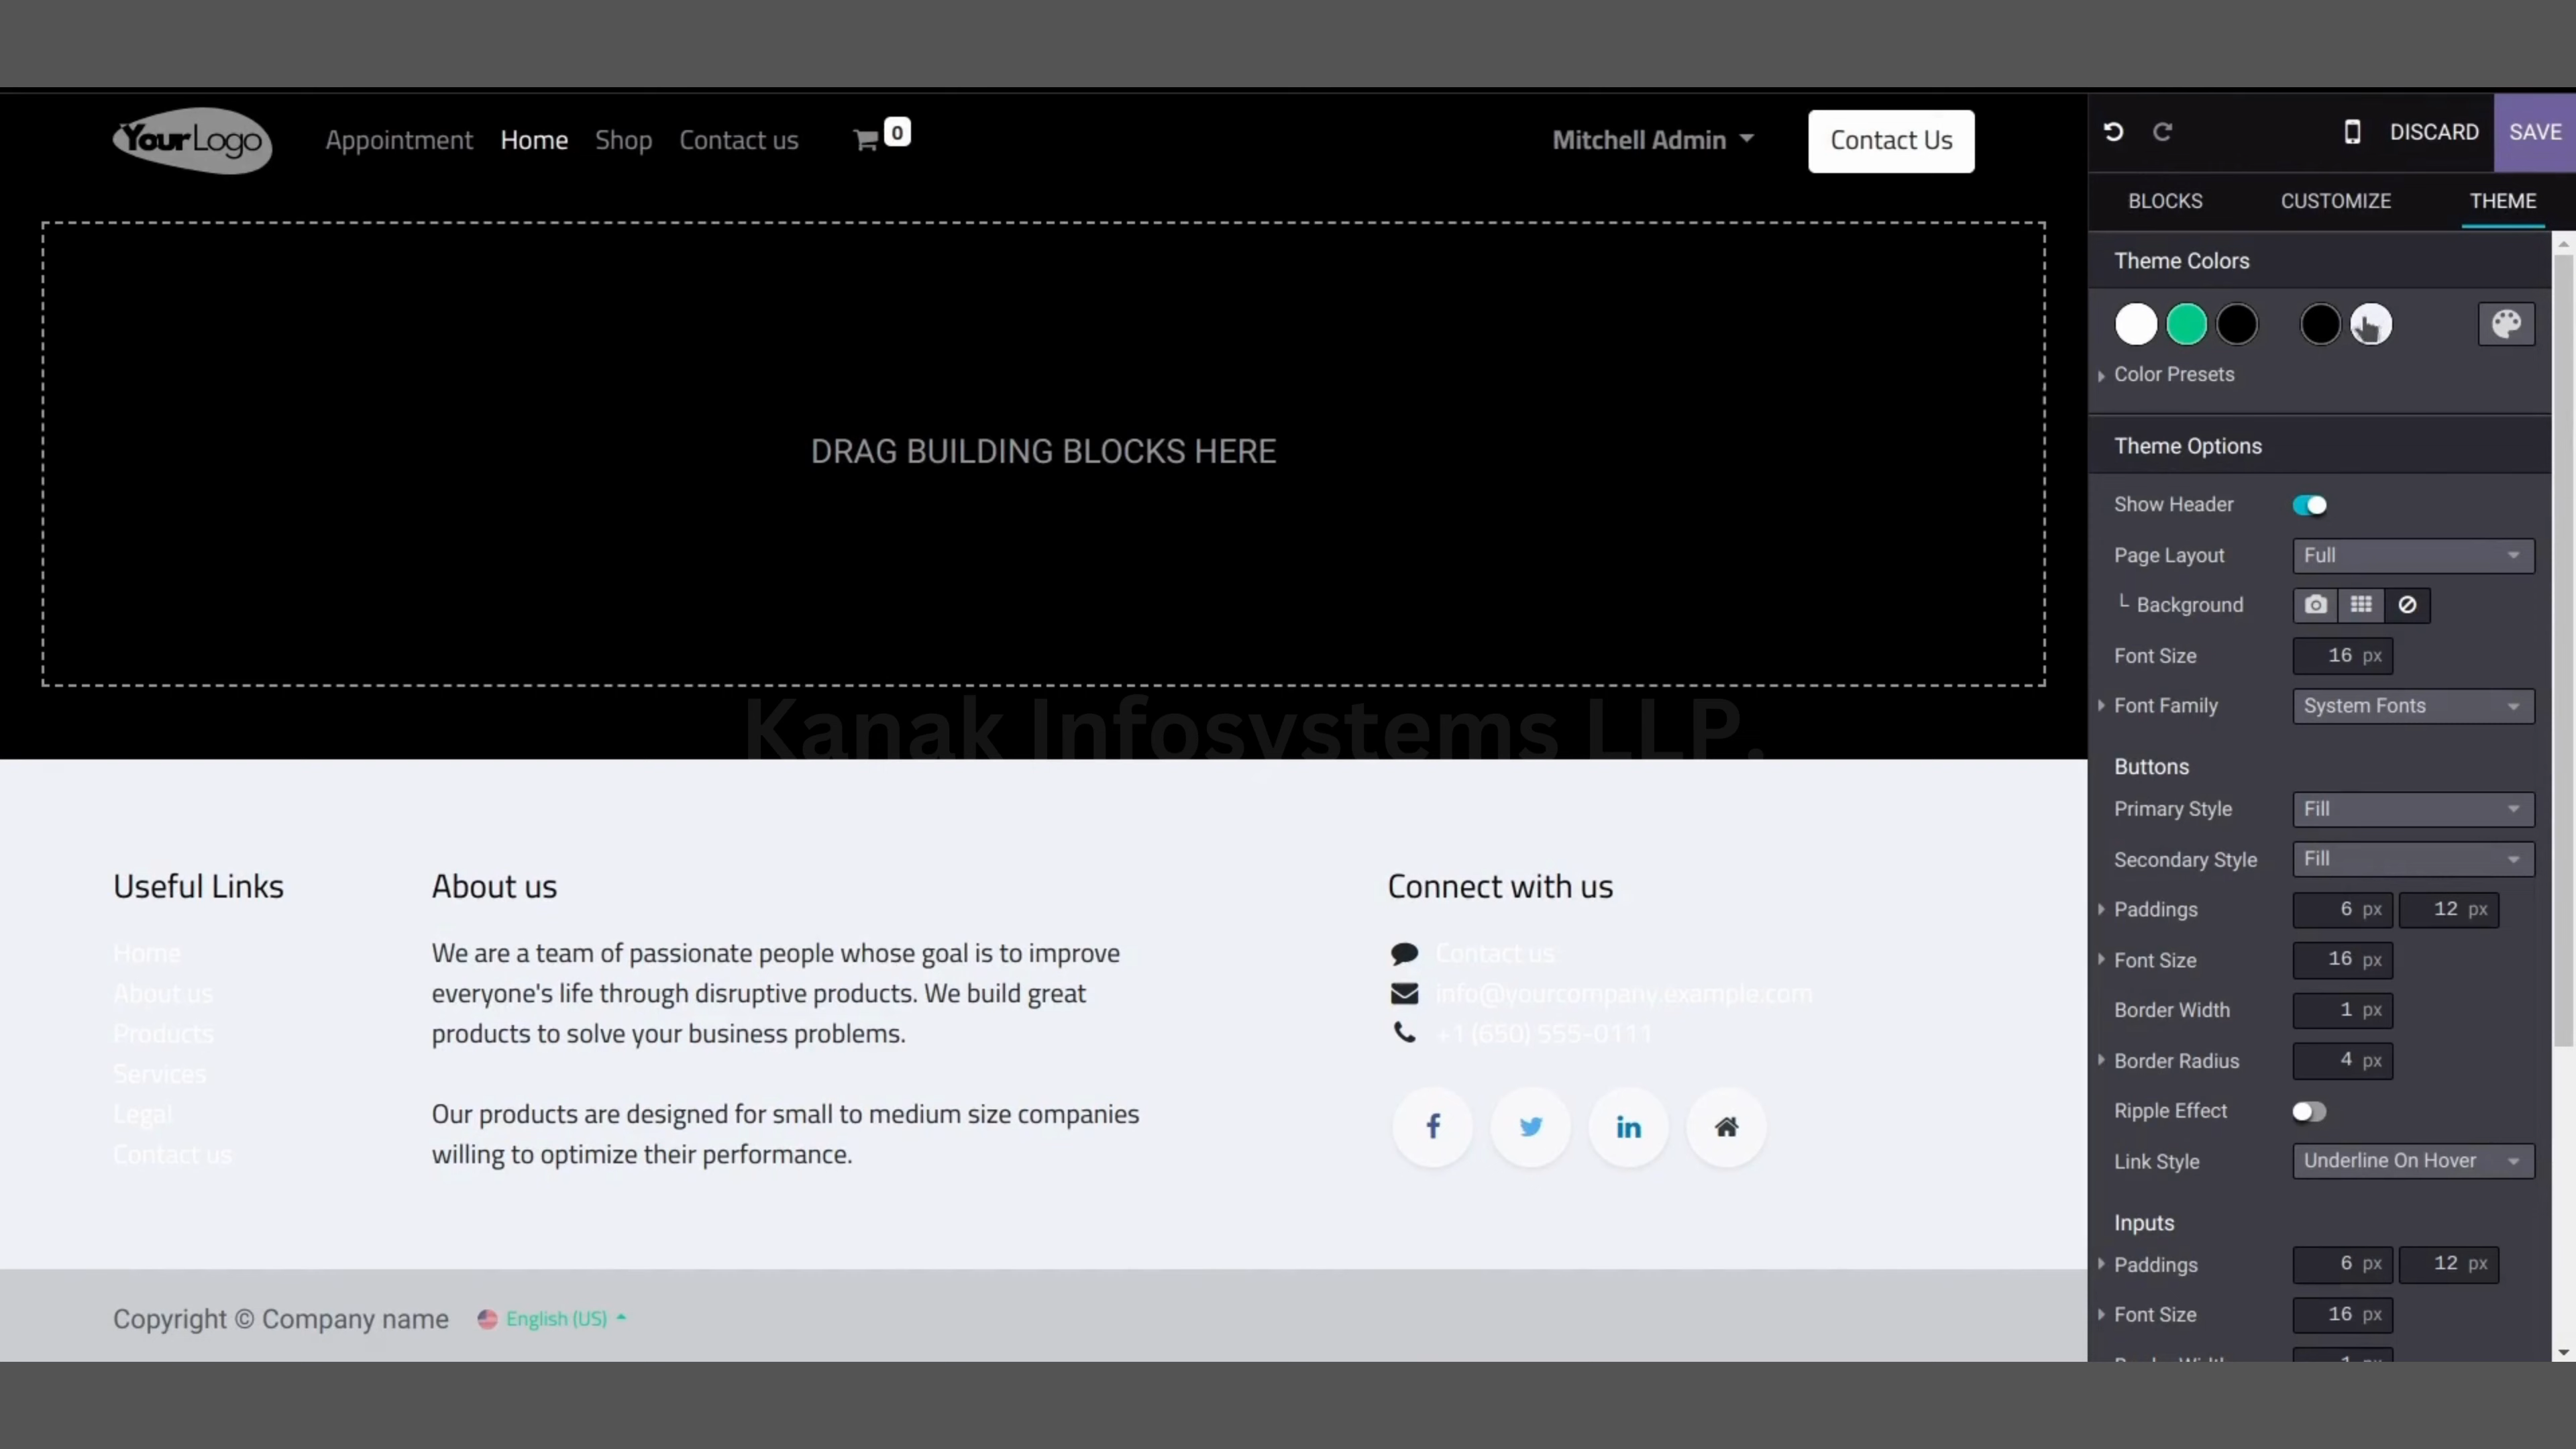 YourLogo
Appointment Home Shop Contact us 0 Mitchell Admin Contact Us
DISCARD SAVE
BLOCKS CUSTOMIZE THEME
Theme Colors
Color Presets
DRAG BUILDING BLOCKS HERE
Theme Options
Show Header
Page Layout Full
Background
Font Size 16 px
Font Family System Fonts
Kanak Infosystems LLP.
Buttons
Primary Style Fill
Secondary Style Fill
Paddings 6 px 12 px
Font Size 16 px
Border Width 1 px
Border Radius 4 px
Ripple Effect
Link Style Underline On Hover
Inputs
Paddings 6 px 12 px
Font Size 16 px
Useful Links
Home
About us
Products
Services
Legal
Contact us
About us
We are a team of passionate people whose goal is to improve
everyone's life through disruptive products. We build great
products to solve your business problems.
Our products are designed for small to medium size companies
willing to optimize their performance.
Connect with us
Contact us
info@yourcompany.example.com
+1 (650) 555-0111
Copyright © Company name English (US)